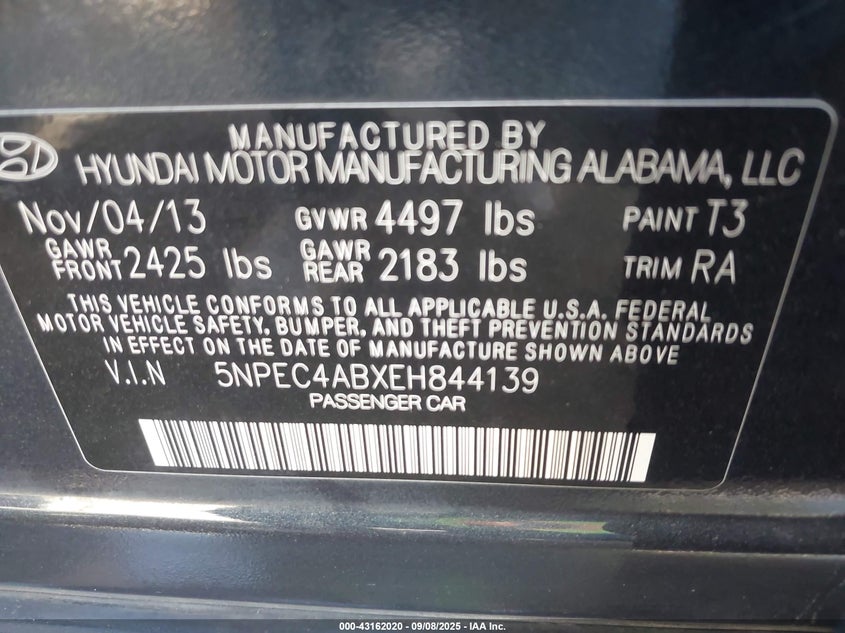 MANUFACTURED BY
HYUNDAI MOTOR MANUFACTURING ALABAMA, LLC
Nov/04/13 GVWR 4497 lbs PAINT T3
GAWR FRONT 2425 lbs GAWR REAR 2183 lbs TRIM RA
THIS VEHICLE CONFORMS TO ALL APPLICABLE U.S.A. FEDERAL
MOTOR VEHICLE SAFETY, BUMPER, AND THEFT PREVENTION STANDARDS
IN EFFECT ON THE DATE OF MANUFACTURE SHOWN ABOVE
V.I.N 5NPEC4ABXEH844139
PASSENGER CAR
000-43162020 - 09/08/2025 - IAA Inc.